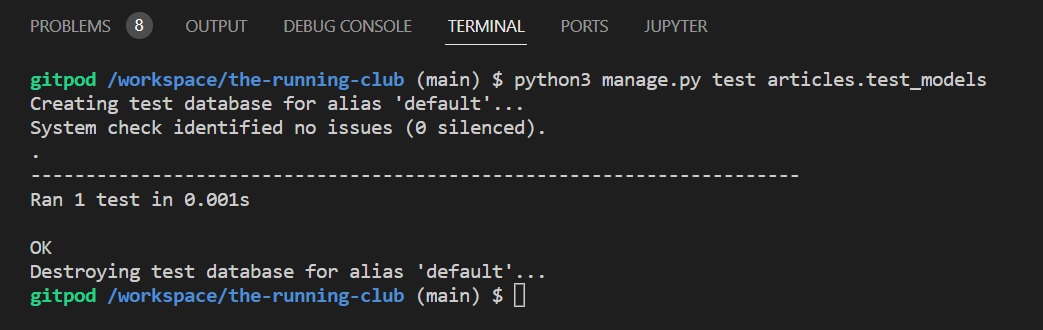 PROBLEMS 8 OUTPUT DEBUG CONSOLE TERMINAL PORTS JUPYTER
gitpod /workspace/the-running-club (main) $ python3 manage.py test articles.test_models
Creating test database for alias 'default'...
System check identified no issues (0 silenced).
.
----------------------------------------------------------------------
Ran 1 test in 0.001s

OK
Destroying test database for alias 'default'...
gitpod /workspace/the-running-club (main) $